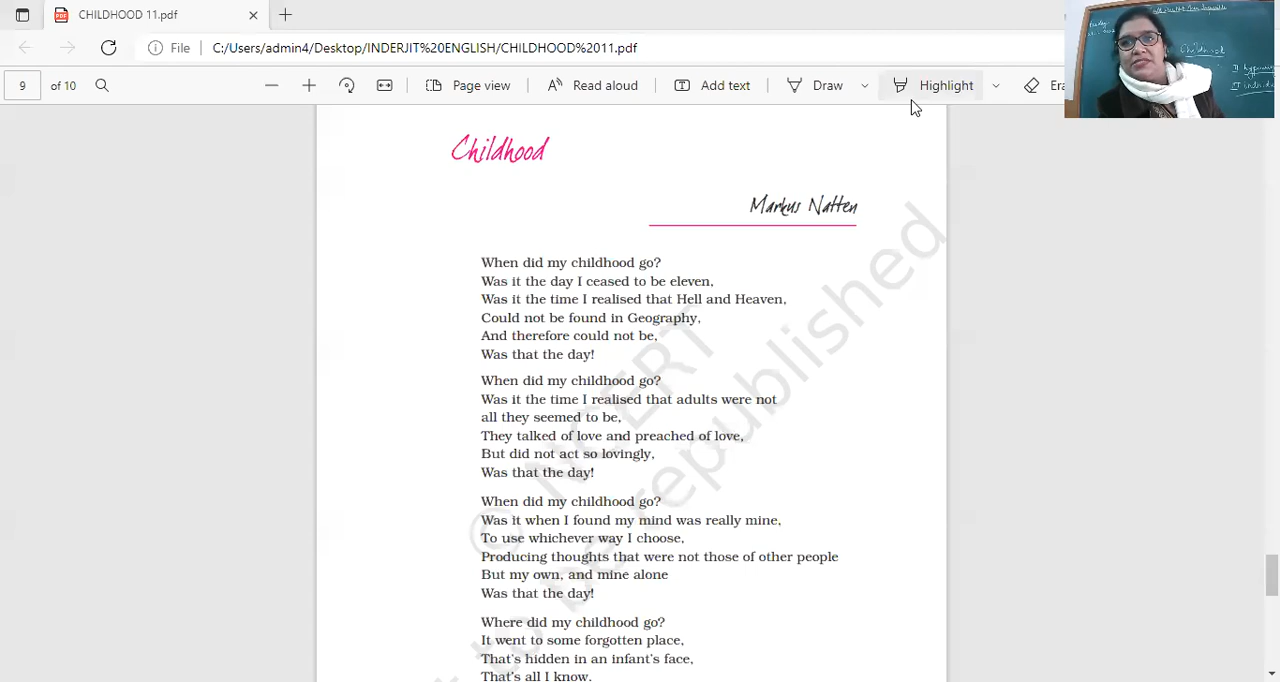 CHILDHOOD 11.pdf
File C:/Users/admin4/Desktop/INDERJIT%20ENGLISH/CHILDHOOD%2011.pdf
9 of 10 Page view Read aloud Add text Draw Highlight Era
Childhood
Childhood
Markus Natten
When did my childhood go?
Was it the day I ceased to be eleven,
Was it the time I realised that Hell and Heaven,
Could not be found in Geography,
And therefore could not be,
Was that the day!
When did my childhood go?
Was it the time I realised that adults were not
all they seemed to be,
They talked of love and preached of love,
But did not act so lovingly,
Was that the day!
When did my childhood go?
Was it when I found my mind was really mine,
To use whichever way I choose,
Producing thoughts that were not those of other people
But my own, and mine alone
Was that the day!
Where did my childhood go?
It went to some forgotten place,
That's hidden in an infant's face,
That's all I know.
© NCERT
not to be republished